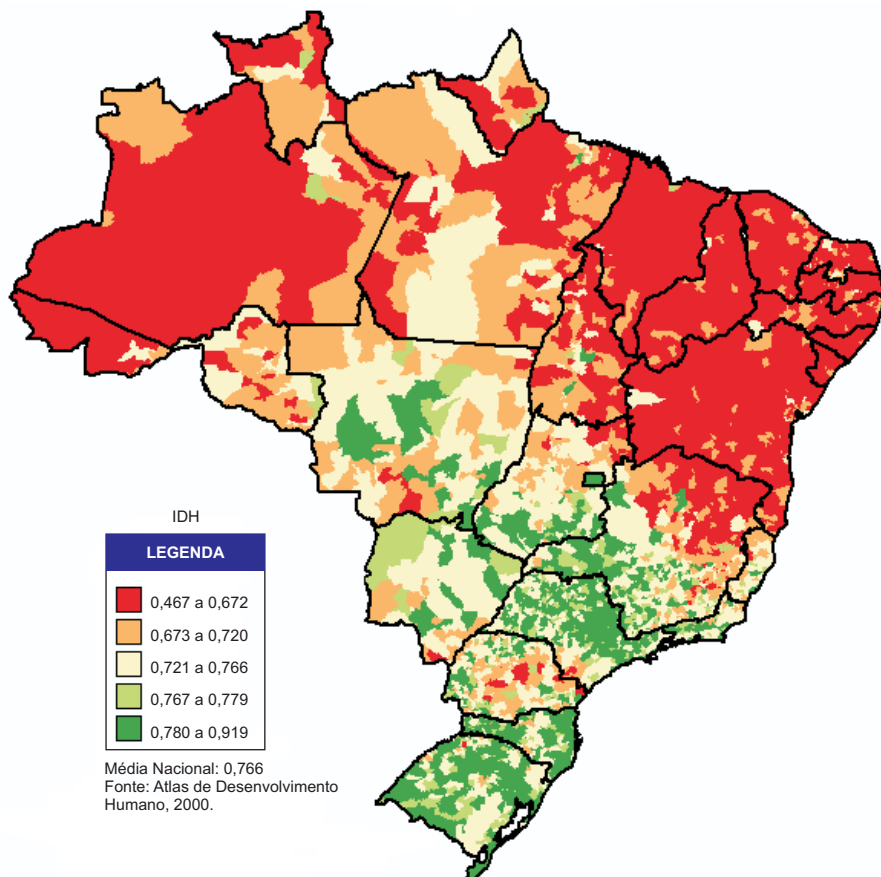 IDH
LEGENDA
0,467 a 0,672
0,673 a 0,720
0,721 a 0,766
0,767 a 0,779
0,780 a 0,919
Média Nacional: 0,766
Fonte: Atlas de Desenvolvimento
Humano, 2000.